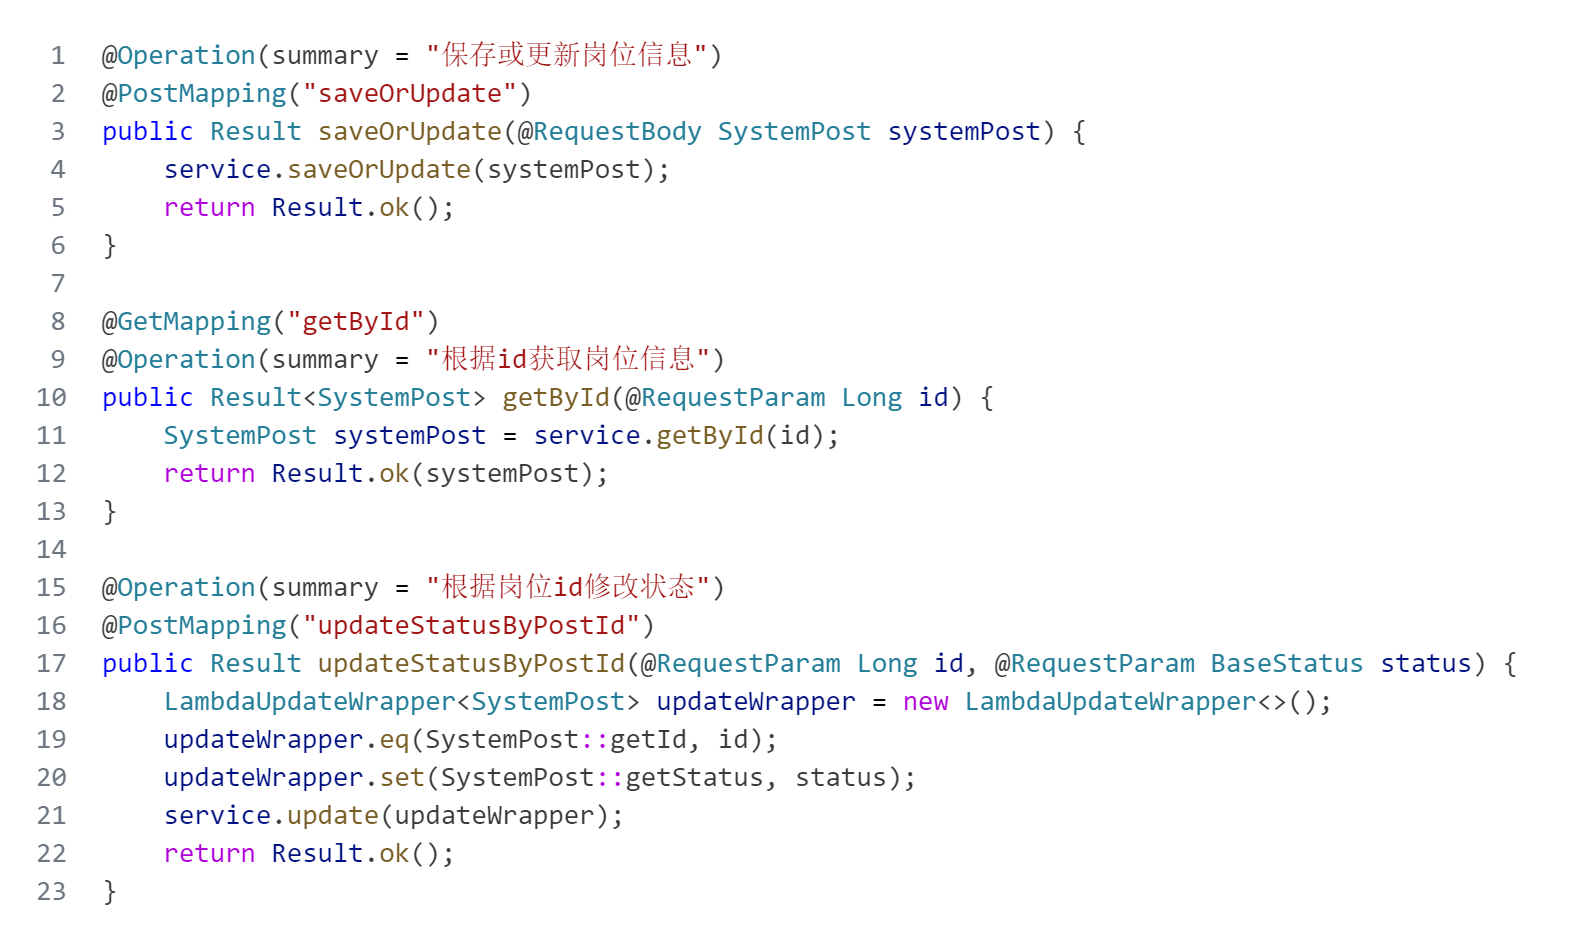 1 @Operation(summary = "保存或更新岗位信息")
2 @PostMapping("saveOrUpdate")
3 public Result saveOrUpdate(@RequestBody SystemPost systemPost) {
4     service.saveOrUpdate(systemPost);
5     return Result.ok();
6 }
7
8 @GetMapping("getById")
9 @Operation(summary = "根据id获取岗位信息")
10 public Result<SystemPost> getById(@RequestParam Long id) {
11     SystemPost systemPost = service.getById(id);
12     return Result.ok(systemPost);
13 }
14
15 @Operation(summary = "根据岗位id修改状态")
16 @PostMapping("updateStatusByPostId")
17 public Result updateStatusByPostId(@RequestParam Long id, @RequestParam BaseStatus status) {
18     LambdaUpdateWrapper<SystemPost> updateWrapper = new LambdaUpdateWrapper<>();
19     updateWrapper.eq(SystemPost::getId, id);
20     updateWrapper.set(SystemPost::getStatus, status);
21     service.update(updateWrapper);
22     return Result.ok();
23 }